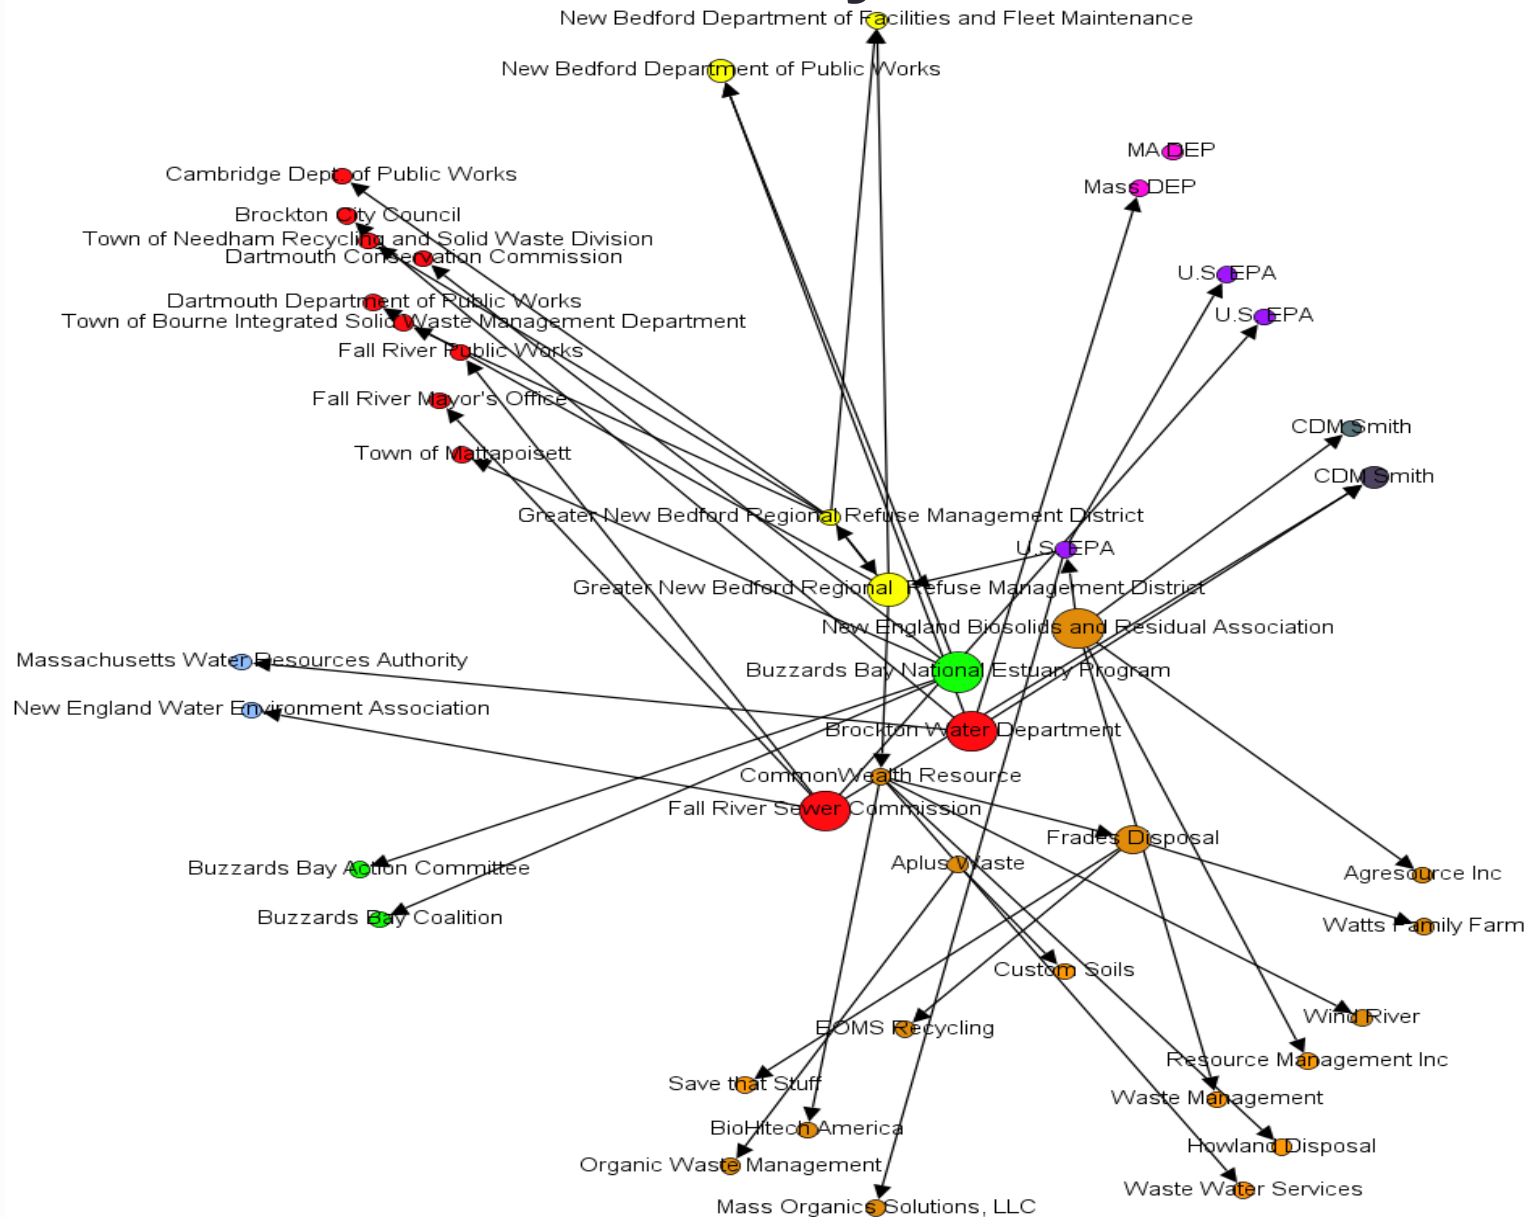 New Bedford Department of Facilities and Fleet Maintenance
New Bedford Department of Public Works
MA DEP
Cambridge Dept. of Public Works
Mass DEP
Brockton City Council
Town of Needham Recycling and Solid Waste Division
Dartmouth Conservation Commission
U.S. EPA
Dartmouth Department of Public Works
U.S. EPA
Town of Bourne Integrated Solid Waste Management Department
Fall River Public Works
Fall River Mayor's Office
CDM Smith
Town of Mattapoisett
CDM Smith
Greater New Bedford Regional Refuse Management District
U.S. EPA
Greater New Bedford Regional Refuse Management District
New England Biosolids and Residual Association
Massachusetts Water Resources Authority
Buzzards Bay National Estuary Program
New England Water Environment Association
Brockton Water Department
CommonWealth Resource
Fall River Sewer Commission
Frades Disposal
Aplus Waste
Buzzards Bay Action Committee
Agresource Inc
Buzzards Bay Coalition
Watts Family Farm
Custom Soils
Wind River
EOMS Recycling
Resource Management Inc
Save that Stuff
Waste Management
BioHitech America
Howland Disposal
Organic Waste Management
Waste Water Services
Mass Organics Solutions, LLC